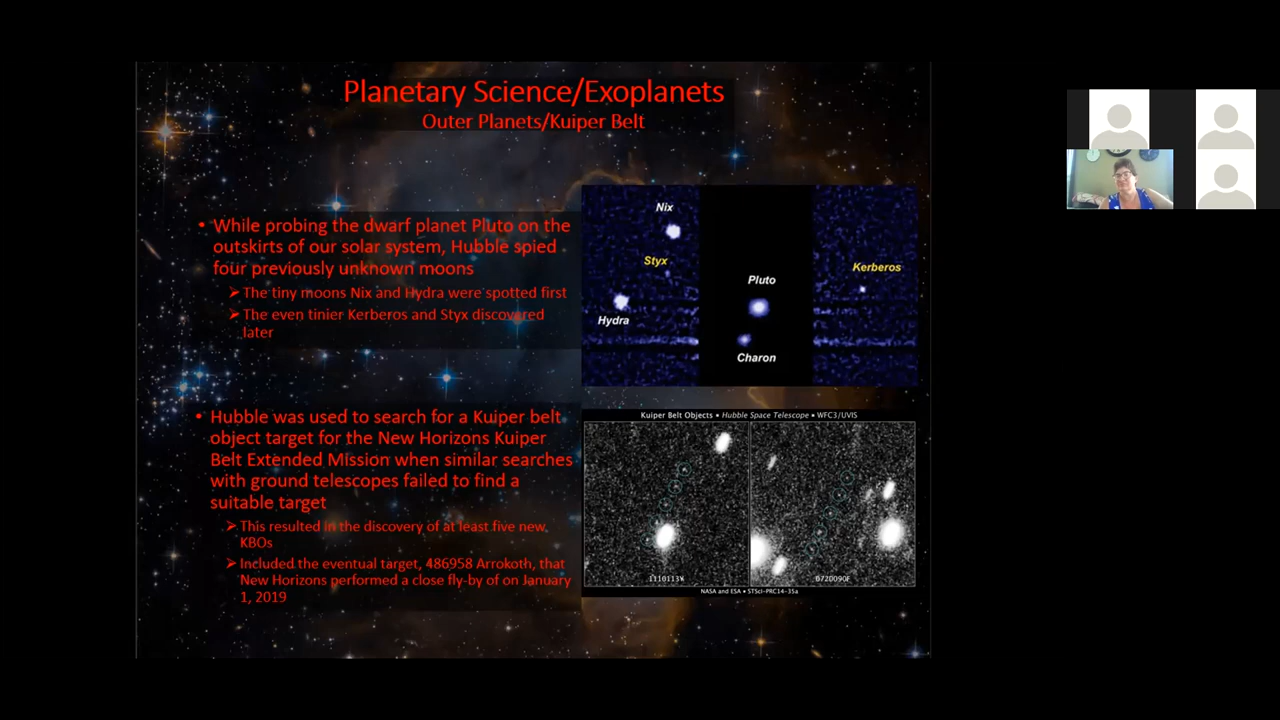 Planetary Science/Exoplanets
Outer Planets/Kuiper Belt
• While probing the dwarf planet Pluto on the
outskirts of our solar system, Hubble spied
four previously unknown moons
➢ The tiny moons Nix and Hydra were spotted first
➢ The even tinier Kerberos and Styx discovered
later
Nix
Styx
Kerberos
Pluto
Hydra
Charon
• Hubble was used to search for a Kuiper belt
object target for the New Horizons Kuiper
Belt Extended Mission when similar searches
with ground telescopes failed to find a
suitable target
➢ This resulted in the discovery of at least five new
KBOs
➢ Included the eventual target, 486958 Arrokoth, that
New Horizons performed a close fly-by of on January
1, 2019
Kuiper Belt Objects • Hubble Space Telescope • WFC3/UVIS
1110113Y
0720090F
NASA and ESA • STScI-PRC14-35a